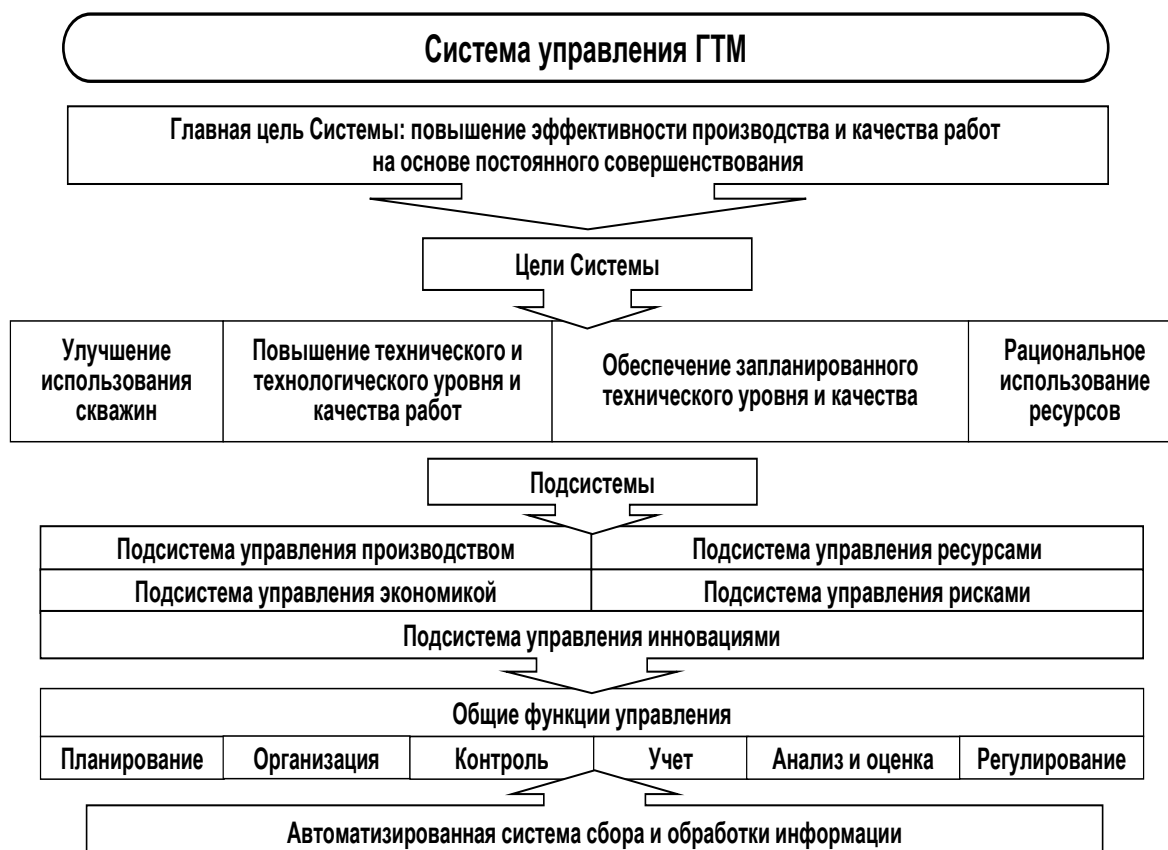 Система управления ГТМ
Главная цель Системы: повышение эффективности производства и качества работ
на основе постоянного совершенствования
Цели Системы
Улучшение
использования
скважин
Повышение технического и
технологического уровня и
качества работ
Обеспечение запланированного
технического уровня и качества
Рациональное
использование
ресурсов
Подсистемы
Подсистема управления производством
Подсистема управления ресурсами
Подсистема управления экономикой
Подсистема управления рисками
Подсистема управления инновациями
Общие функции управления
Планирование
Организация
Контроль
Учет
Анализ и оценка
Регулирование
Автоматизированная система сбора и обработки информации